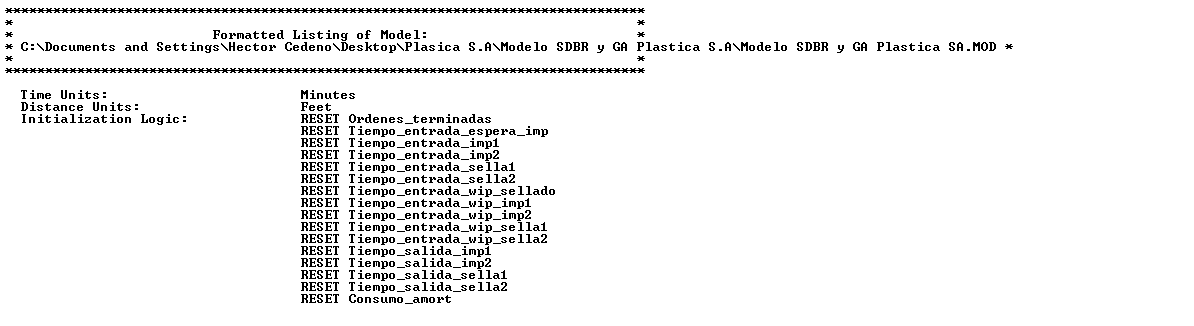 ********************************************************************************
*                                                                              *
*                         Formatted Listing of Model:                          *
* C:\Documents and Settings\Hector Cedeno\Desktop\Plasica S.A\Modelo SDBR y GA Plastica S.A\Modelo SDBR y GA Plastica SA.MOD *
*                                                                              *
********************************************************************************
Time Units: Minutes
Distance Units: Feet
Initialization Logic: RESET Ordenes_terminadas
RESET Tiempo_entrada_espera_imp
RESET Tiempo_entrada_imp1
RESET Tiempo_entrada_imp2
RESET Tiempo_entrada_sella1
RESET Tiempo_entrada_sella2
RESET Tiempo_entrada_wip_sellado
RESET Tiempo_entrada_wip_imp1
RESET Tiempo_entrada_wip_imp2
RESET Tiempo_entrada_wip_sella1
RESET Tiempo_entrada_wip_sella2
RESET Tiempo_salida_imp1
RESET Tiempo_salida_imp2
RESET Tiempo_salida_sella1
RESET Tiempo_salida_sella2
RESET Consumo_amort